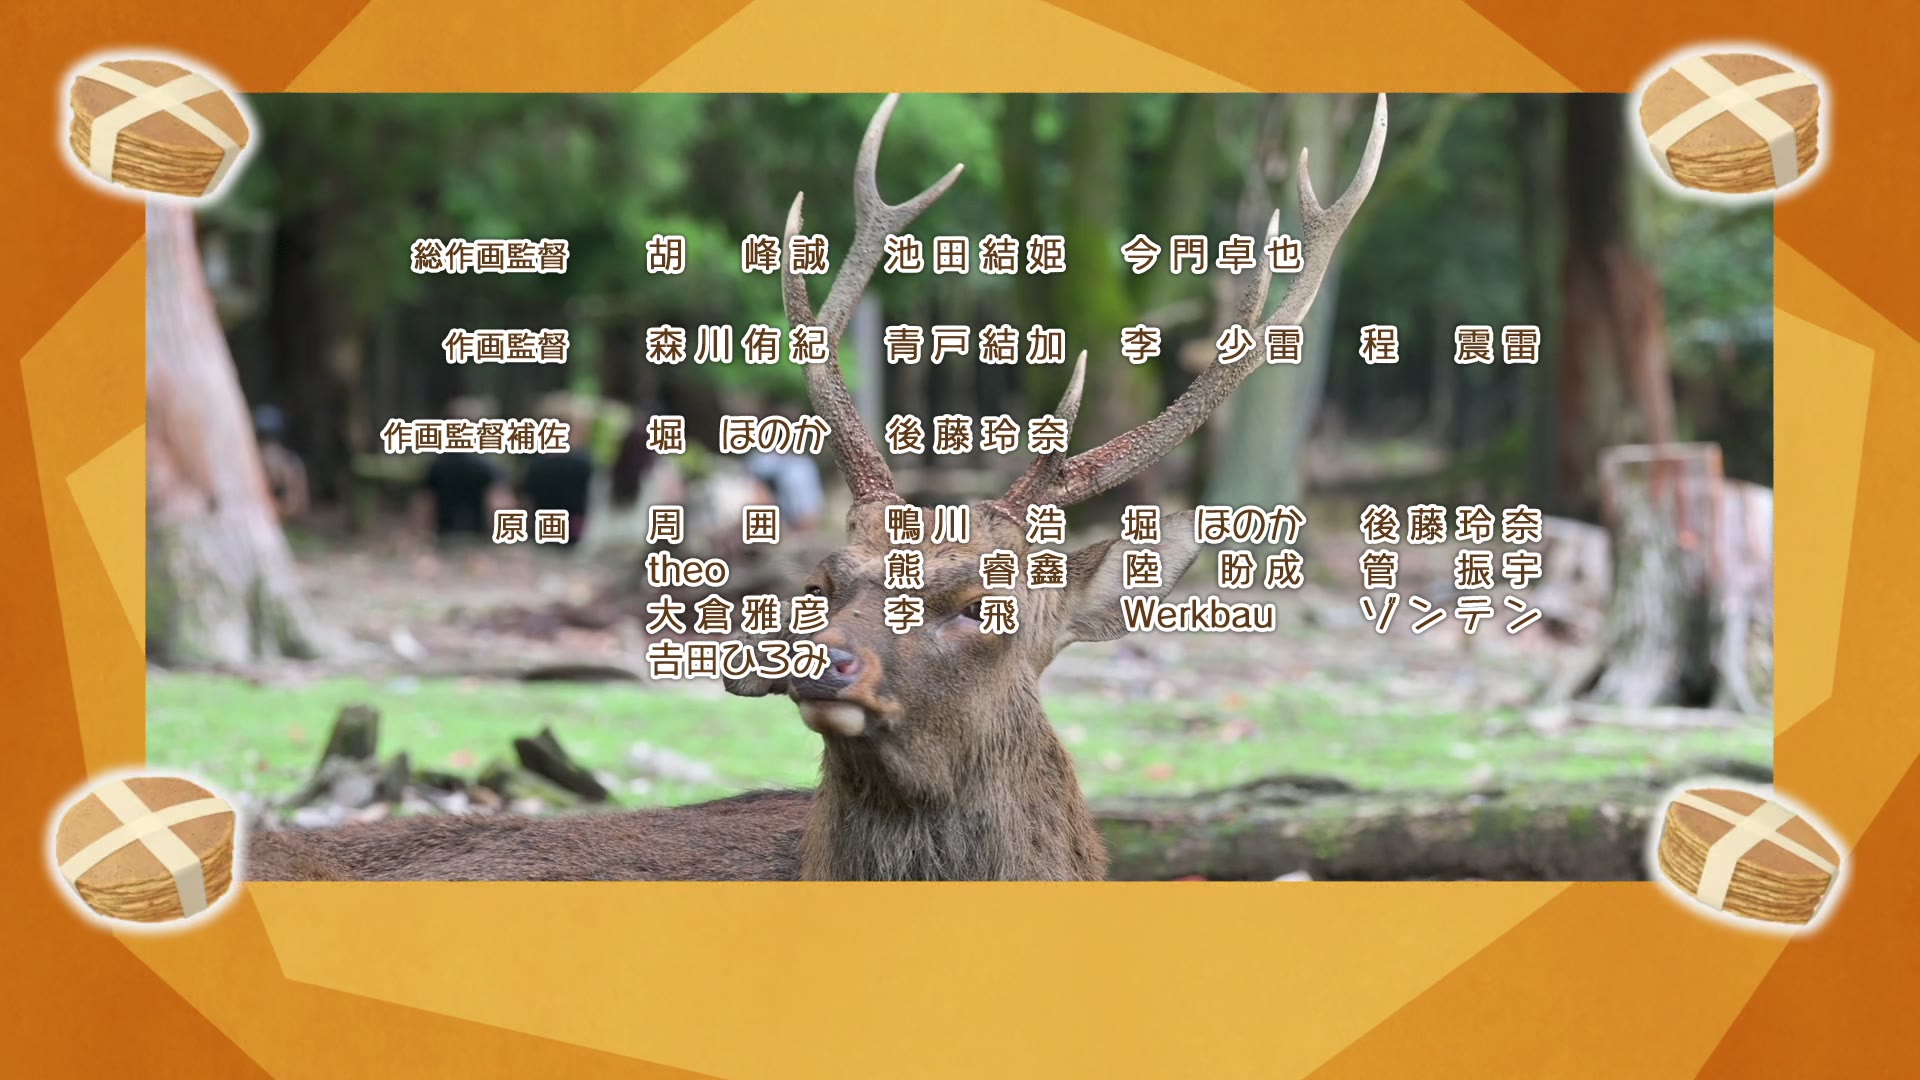 総作画監督 胡 峰誠 池田結姫 今門卓也
作画監督 森川侑紀 青戸結加 李 少雷 程 震雷
作画監督補佐 堀 ほのか 後藤玲奈
原画 周 囲 鴨川 浩 堀 ほのか 後藤玲奈
theo 熊 睿鑫 陸 盼成 管 振宇
大倉雅彦 李 飛 Werkbau ゾンテン
𠮷田ひろみ